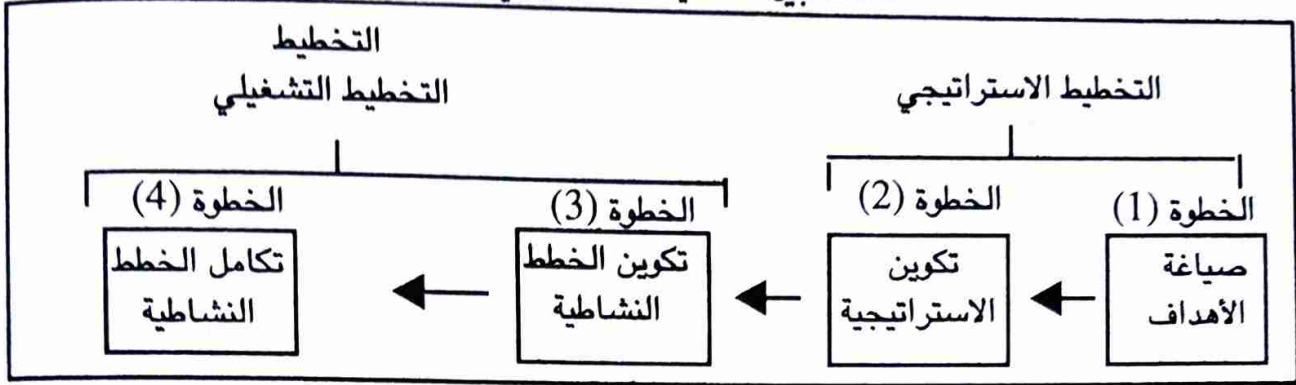 التخطيط
التخطيط الاستراتيجي
التخطيط التشغيلي
الخطوة (1)
الخطوة (2)
الخطوة (3)
الخطوة (4)
صياغة
الأهداف
تكوين
الاستراتيجية
تكوين الخطط
النشاطية
تكامل الخطط
النشاطية